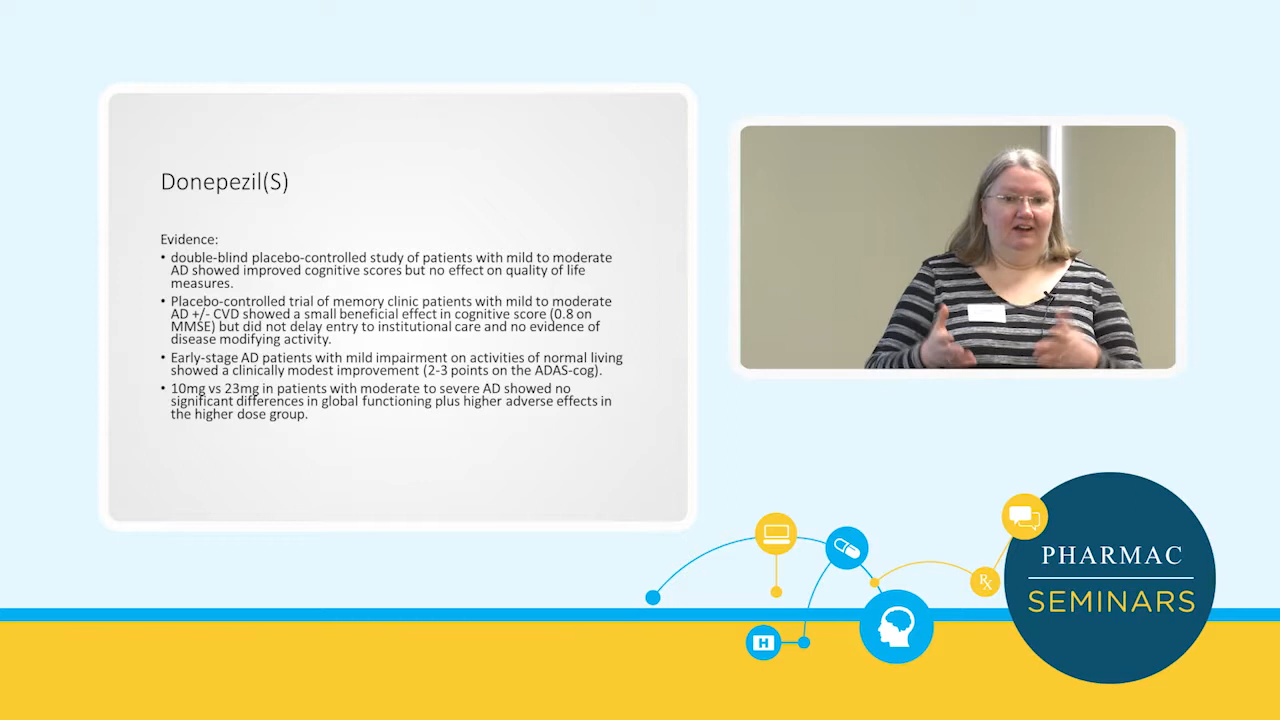 Donepezil(S)
Evidence:
• double-blind placebo-controlled study of patients with mild to moderate
AD showed improved cognitive scores but no effect on quality of life
measures.
• Placebo-controlled trial of memory clinic patients with mild to moderate
AD +/- CVD showed a small beneficial effect in cognitive score (0.8 on
MMSE) but did not delay entry to institutional care and no evidence of
disease modifying activity.
• Early-stage AD patients with mild impairment on activities of normal living
showed a clinically modest improvement (2-3 points on the ADAS-cog).
• 10mg vs 23mg in patients with moderate to severe AD showed no
significant differences in global functioning plus higher adverse effects in
the higher dose group.
Rx
H
PHARMAC
SEMINARS